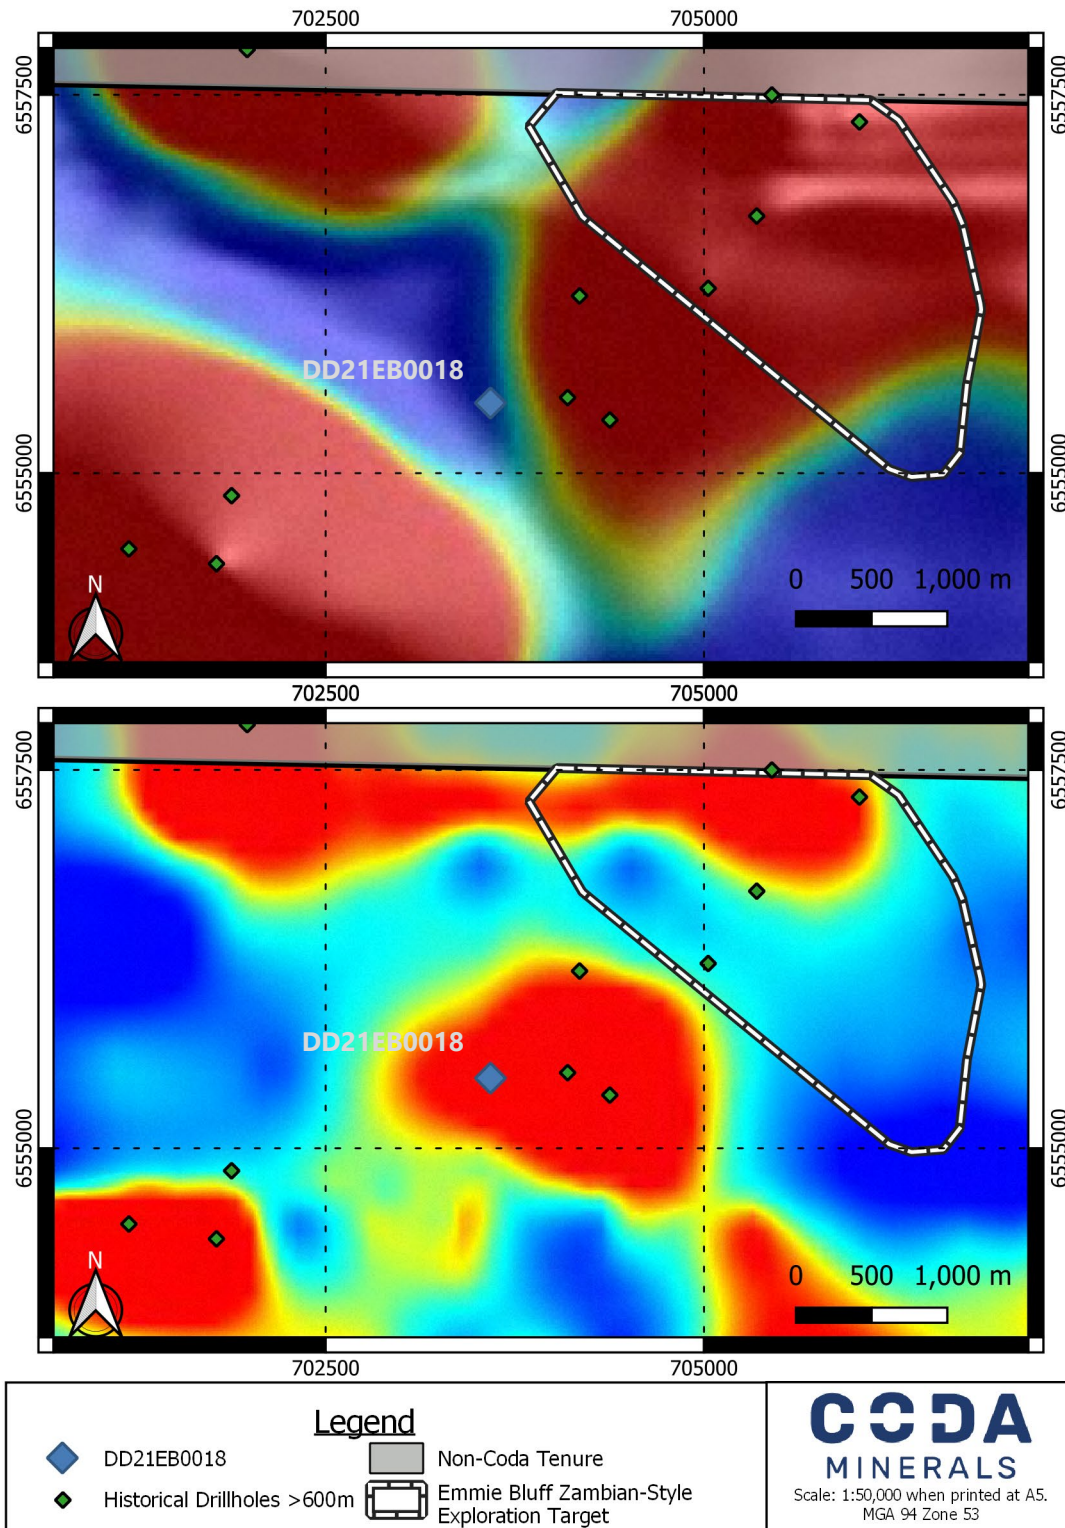 702500 705000
6557500 6557500
DD21EB0018
6555000 6555000
0 500 1,000 m
N
702500 705000
6557500 6557500
DD21EB0018
6555000 6555000
N
0 500 1,000 m
702500 705000
Legend
DD21EB0018
Non-Coda Tenure
Historical Drillholes >600m
Emmie Bluff Zambian-Style
Exploration Target
CODA
MINERALS
Scale: 1:50,000 when printed at A5.
MGA 94 Zone 53